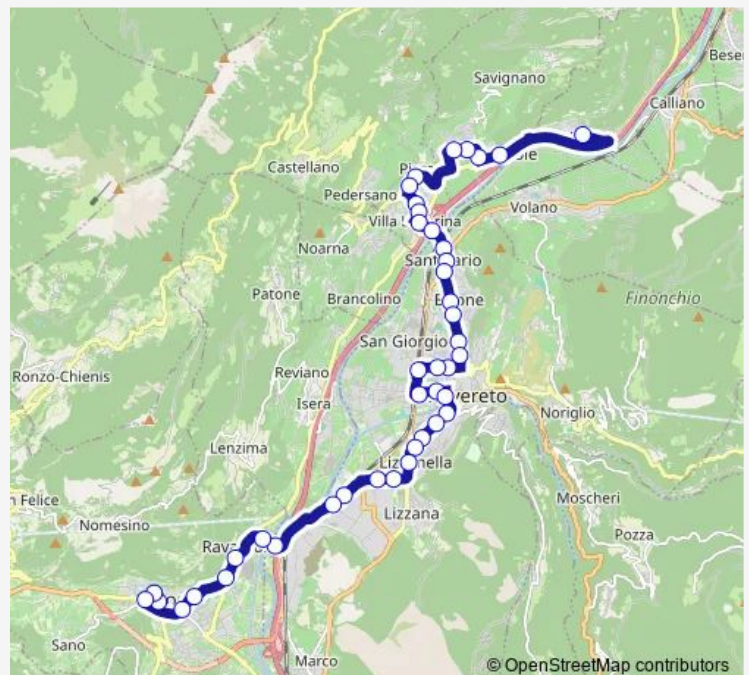 Bese
Savignano
Calliano
Castellano
Pedersano
Volano
Noarna
Patone
Brancolino
Finonchio
San Giorgio
Reviano
Ronzo-Chienis
Isera
Noriglio
Lenzima
Felice
Moscheri
Nomesino
Lizzana
Pozza
Sano
Marco
© OpenStreetMap contributors